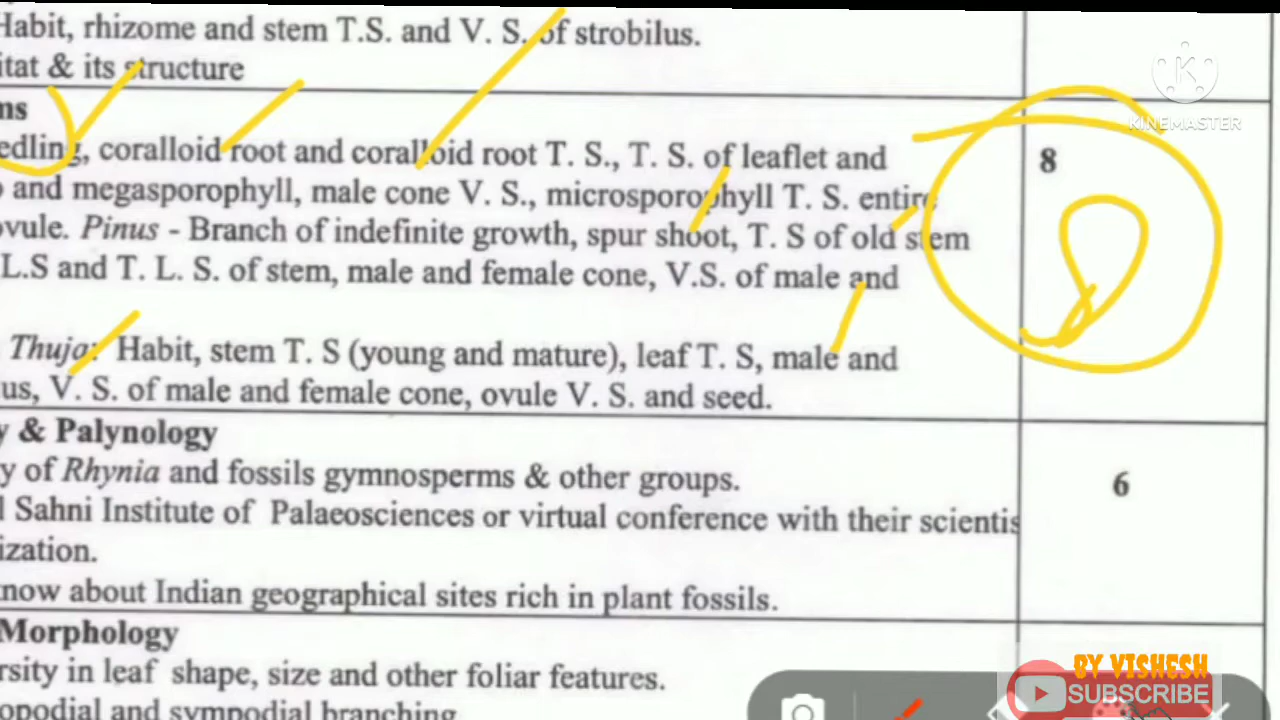 Habit, rhizome and stem T.S. and V. S. of strobilus.
itat & its structure
KINEMASTER
ms
edling, coralloid root and coralloid root T. S., T. S. of leaflet and
8
and megasporophyll, male cone V. S., microsporophyll T. S. entire
ovule. Pinus - Branch of indefinite growth, spur shoot, T. S of old stem
L.S and T. L. S. of stem, male and female cone, V.S. of male and
Thuja: Habit, stem T. S (young and mature), leaf T. S, male and
us, V. S. of male and female cone, ovule V. S. and seed.
y & Palynology
y of Rhynia and fossils gymnosperms & other groups.
6
l Sahni Institute of Palaeosciences or virtual conference with their scientis
ization.
now about Indian geographical sites rich in plant fossils.
Morphology
rsity in leaf shape, size and other foliar features.
opodial and sympodial branching
BY VISHESH
SUBSCRIBE